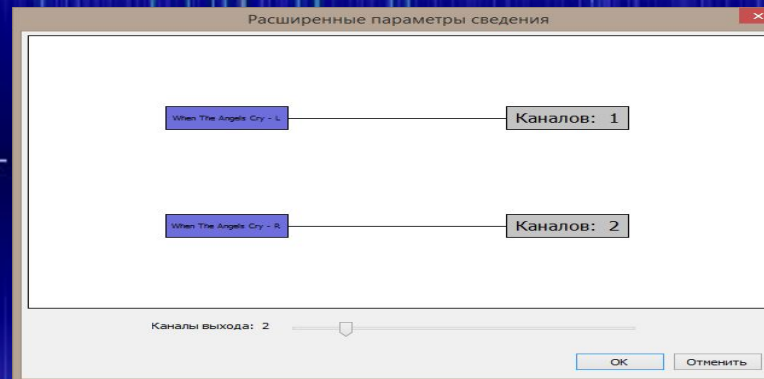 Расширенные параметры сведения
When The Angels Cry - L
Каналов: 1
When The Angels Cry - R
Каналов: 2
Каналы выхода: 2
OK
Отменить